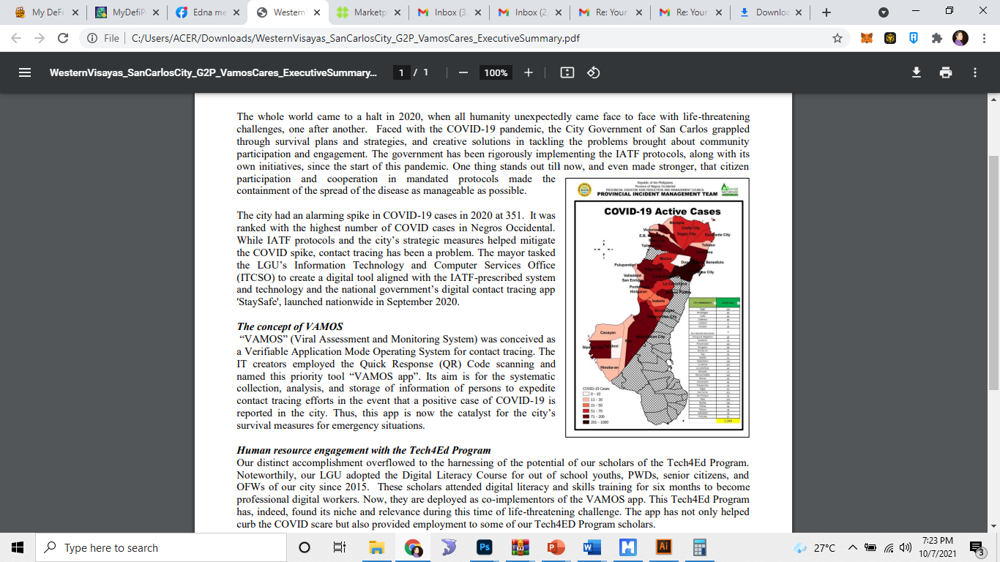 My DeFi
MyDefiP
Edna me
Western
Marketp
Inbox (3,
Inbox (2,
Re: Your
Re: Your
Downloa
File
C:/Users/ACER/Downloads/WesternVisayas_SanCarlosCity_G2P_VamosCares_ExecutiveSummary.pdf
WesternVisayas_SanCarlosCity_G2P_VamosCares_ExecutiveSummary...
1 / 1
100%
The whole world came to a halt in 2020, when all humanity unexpectedly came face to face with life-threatening
challenges, one after another. Faced with the COVID-19 pandemic, the City Government of San Carlos grappled
through survival plans and strategies, and creative solutions in tackling the problems brought about community
participation and engagement. The government has been rigorously implementing the IATF protocols, along with its
own initiatives, since the start of this pandemic. One thing stands out till now, and even made stronger, that citizen
participation and cooperation in mandated protocols made the
containment of the spread of the disease as manageable as possible.
The city had an alarming spike in COVID-19 cases in 2020 at 351. It was
ranked with the highest number of COVID cases in Negros Occidental.
While IATF protocols and the city's strategic measures helped mitigate
the COVID spike, contact tracing has been a problem. The mayor tasked
the LGU's Information Technology and Computer Services Office
(ITCSO) to create a digital tool aligned with the IATF-prescribed system
and technology and the national government's digital contact tracing app
'StaySafe', launched nationwide in September 2020.
The concept of VAMOS
"VAMOS" (Viral Assessment and Monitoring System) was conceived as
a Verifiable Application Mode Operating System for contact tracing. The
IT creators employed the Quick Response (QR) Code scanning and
named this priority tool "VAMOS app". Its aim is for the systematic
collection, analysis, and storage of information of persons to expedite
contact tracing efforts in the event that a positive case of COVID-19 is
reported in the city. Thus, this app is now the catalyst for the city's
survival measures for emergency situations.
Republic of the Philippines
Province of Negros Occidental
PROVINCIAL DISASTER RISK REDUCTION AND MANAGEMENT COUNCIL
PROVINCIAL INCIDENT MANAGEMENT TEAM
COVID-19 Active Cases
Manapla
Cadiz City
Victorias
Sagay City
Escalante City
E.B.
Toboso
Murcia
Benedicto
Pulupandan
Valladolid
San Enrique
Hinigaran
Isabela
Cauayan
Hinoba-an
COVID-19 Cases
0 - 10
11 - 30
31 - 50
51 - 70
71 - 200
201 - 1000
Human resource engagement with the Tech4Ed Program
Our distinct accomplishment overflowed to the harnessing of the potential of our scholars of the Tech4Ed Program.
Noteworthily, our LGU adopted the Digital Literacy Course for out of school youths, PWDs, senior citizens, and
OFWs of our city since 2015. These scholars attended digital literacy and skills training for six months to become
professional digital workers. Now, they are deployed as co-implementors of the VAMOS app. This Tech4Ed Program
has, indeed, found its niche and relevance during this time of life-threatening challenge. The app has not only helped
curb the COVID scare but also provided employment to some of our Tech4ED Program scholars.
Type here to search
Ps
P
W
Ai
27°C
7:23 PM
10/7/2021
3